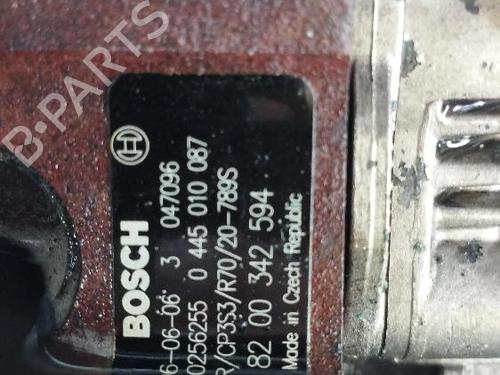 BOSCH
6-06-06 3 047096
0256255 0 445 010 087
R/CP3S3/R70/20-789S
82 00 342 594
Made in Czech Republic
B-PARTS